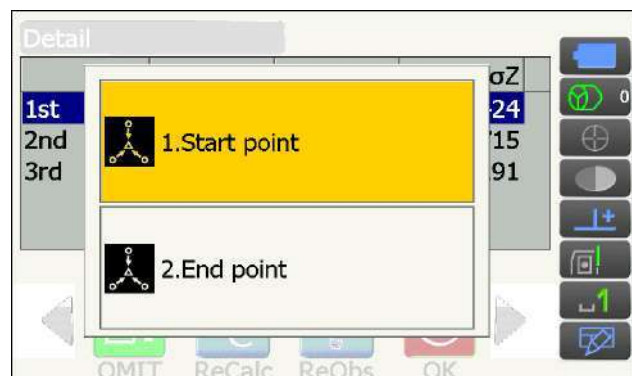 Detail
σZ
1st 24
2nd 15
3rd 91
1.Start point
2.End point
OMIT ReCalc ReObs OK
0
1